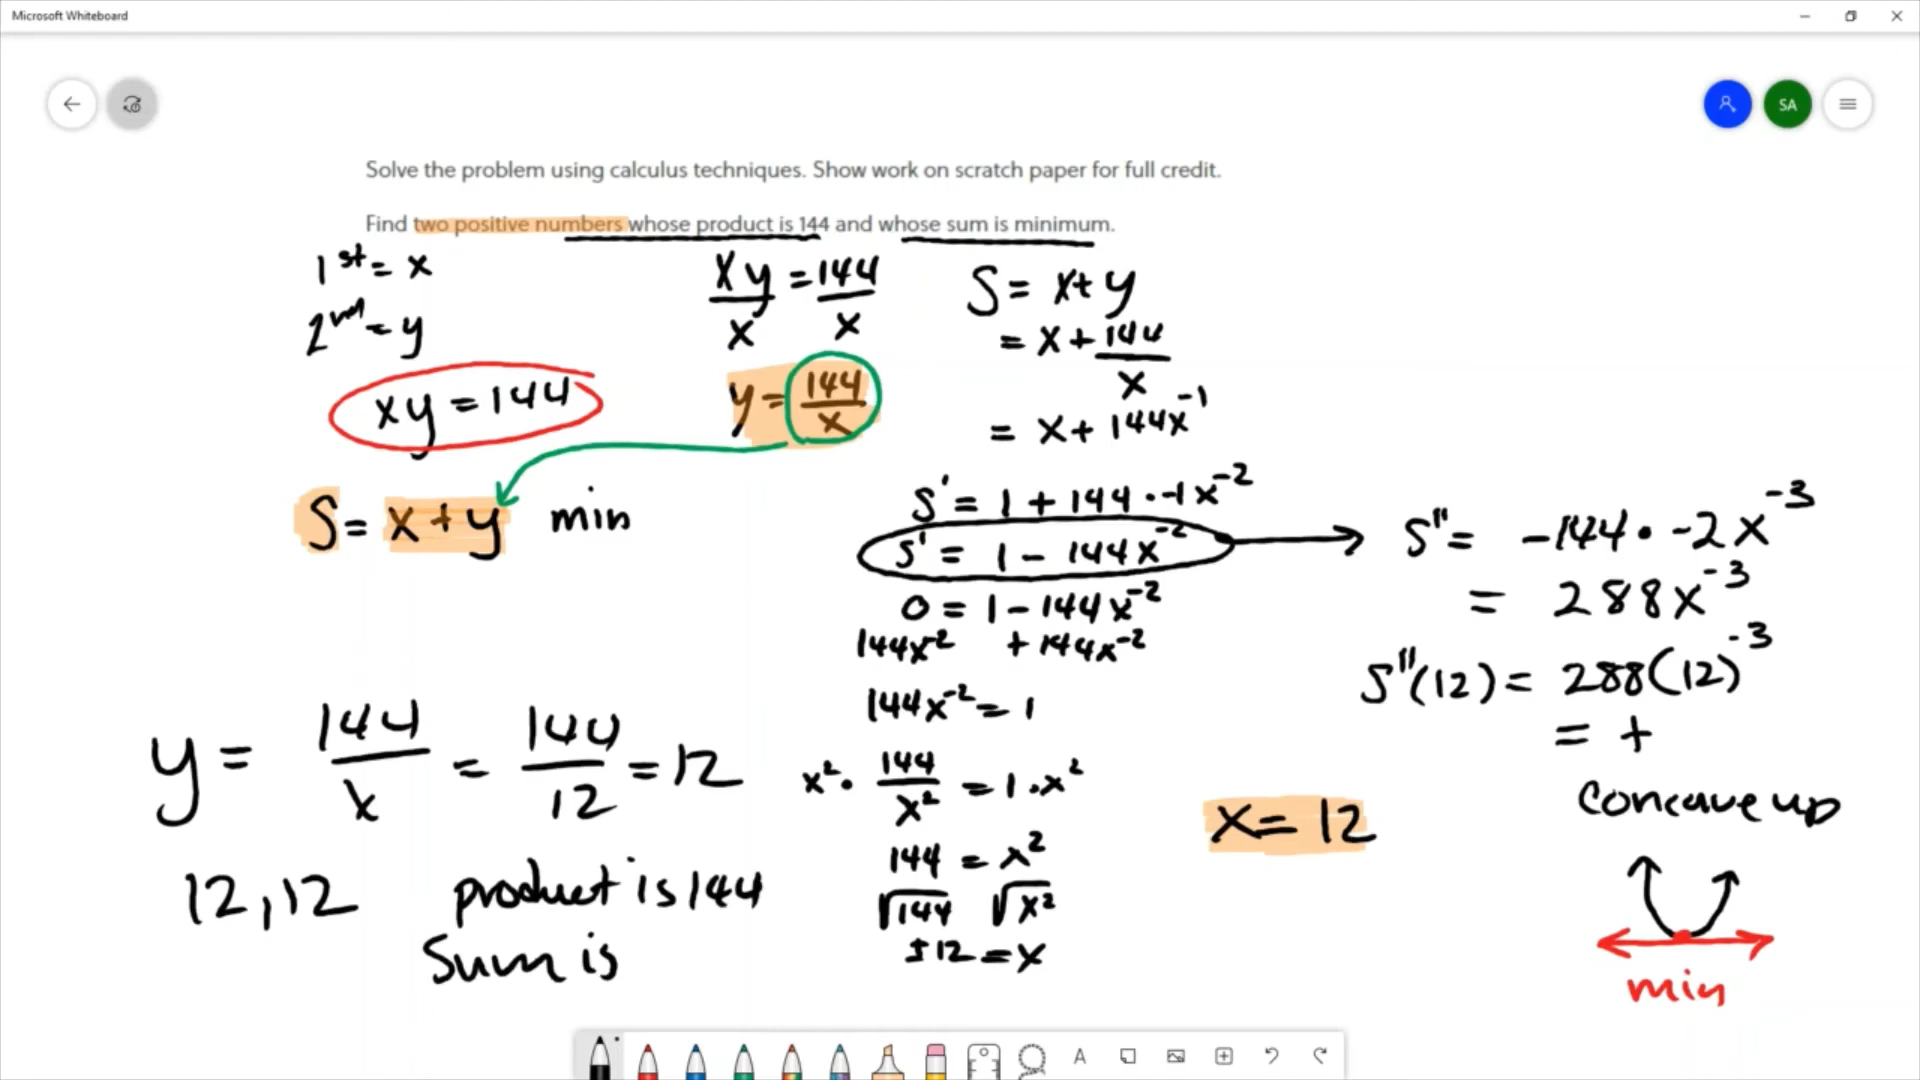 Microsoft Whiteboard
SA
Solve the problem using calculus techniques. Show work on scratch paper for full credit.
Find two positive numbers whose product is 144 and whose sum is minimum.
1st = x
2nd = y
xy = 144
S = x + y min
xy/x = 144/x
y = 144/x
S = x + y
= x + 144/x
= x + 144x⁻¹
S' = 1 + 144 · -1x⁻²
S' = 1 - 144x⁻²
0 = 1 - 144x⁻²
144x⁻² + 144x⁻²
144x⁻² = 1
x² · 144/x² = 1 · x²
144 = x²
√144 √x²
±12 = x
S'' = -144 · -2x⁻³
= 288x⁻³
S''(12) = 288(12)⁻³
= +
concave up
min
x = 12
y = 144/x = 144/12 = 12
12, 12 product is 144
Sum is
A